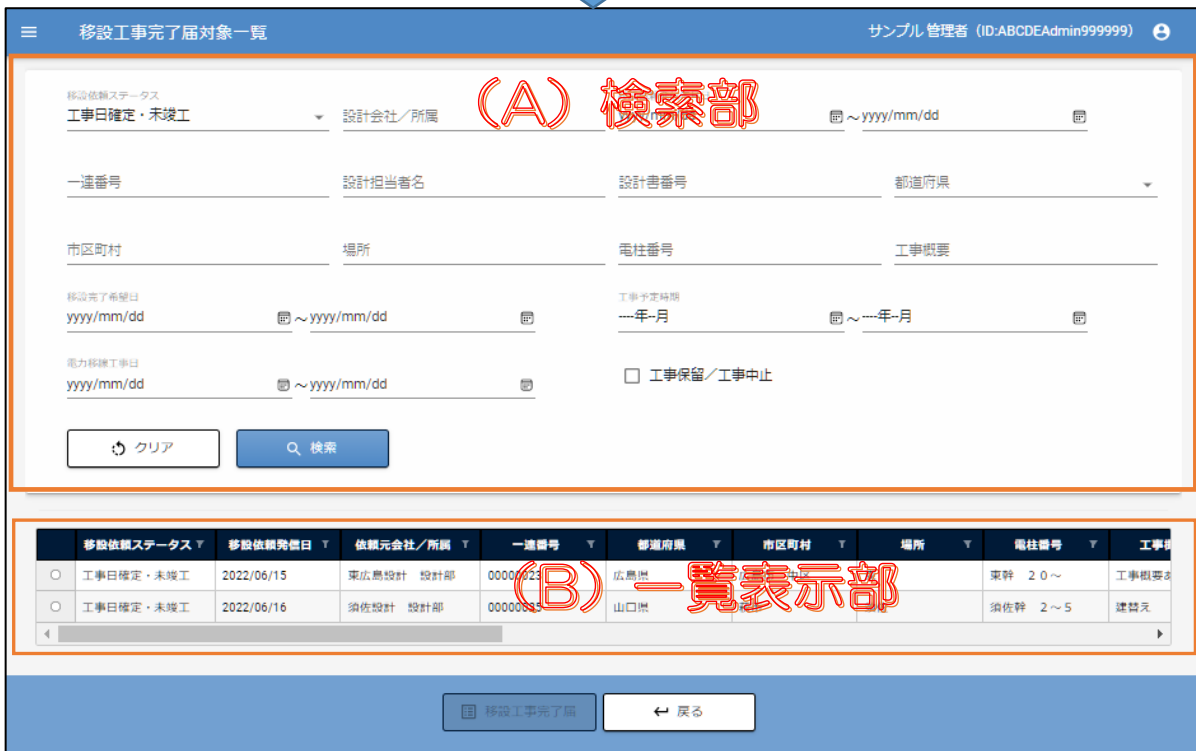 移設工事完了届対象一覧 サンプル 管理者（ID:ABCDEAdmin999999）
（A）検索部
移設依頼ステータス
工事日確定・未竣工 設計会社／所属 ～yyyy/mm/dd
一連番号 設計担当者名 設計書番号 都道府県
市区町村 場所 電柱番号 工事概要
移設完了希望日 工事予定時期
yyyy/mm/dd ～yyyy/mm/dd ----年--月 ～----年--月
電力移線工事日
yyyy/mm/dd ～yyyy/mm/dd 工事保留／工事中止
クリア 検索
移設依頼ステータス 移設依頼発信日 依頼元会社／所属 一連番号 都道府県 市区町村 場所 電柱番号 工事概
（B）一覧表示部
工事日確定・未竣工 2022/06/15 東広島設計 設計部 広島県 東幹 20～ 工事概要あ
工事日確定・未竣工 2022/06/16 須佐設計 設計部 山口県 須佐幹 2～5 建替え
移設工事完了届 戻る